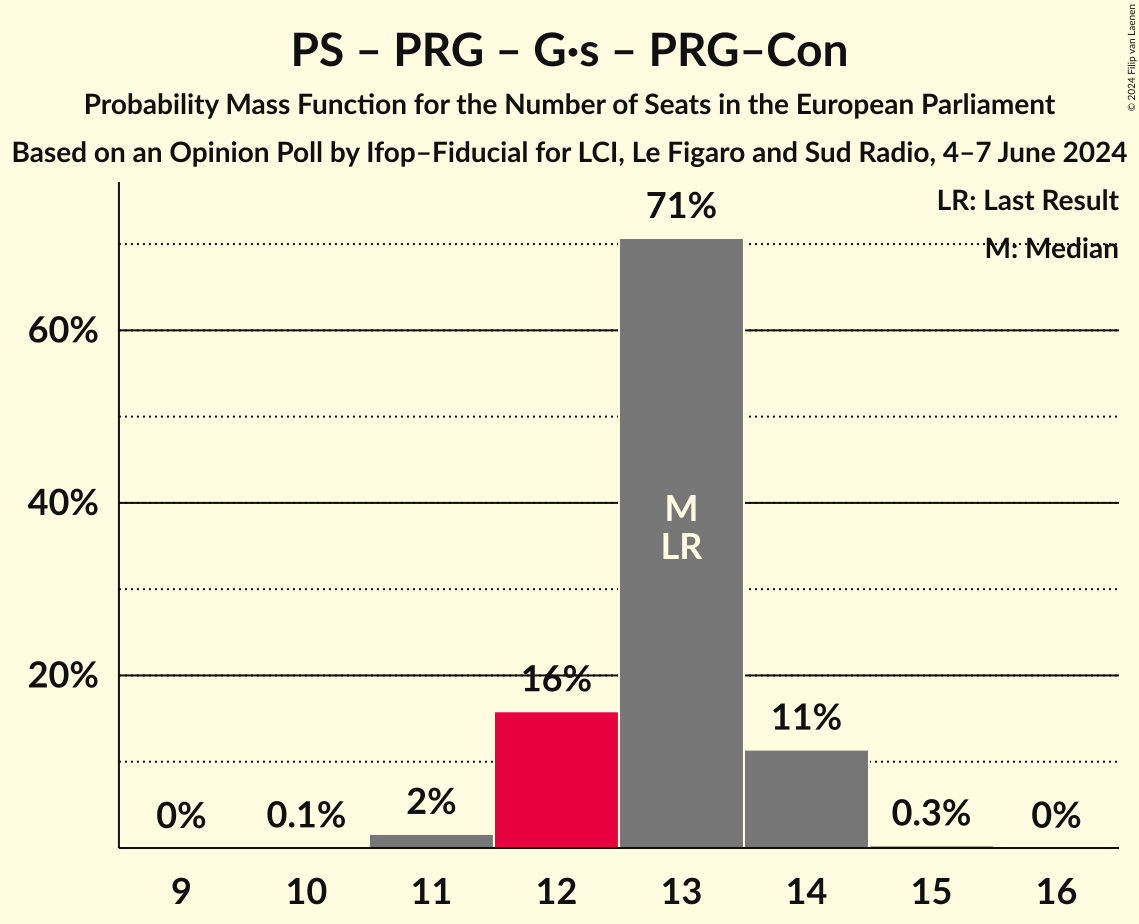 PS – PRG – G·s – PRG–Con
Probability Mass Function for the Number of Seats in the European Parliament
Based on an Opinion Poll by Ifop–Fiducial for LCI, Le Figaro and Sud Radio, 4–7 June 2024
© 2024 Filip van Laenen
LR: Last Result
M: Median
71%
60%
40%
M
LR
20%
16%
11%
2%
0%
0.1%
0.3%
0%
9 10 11 12 13 14 15 16